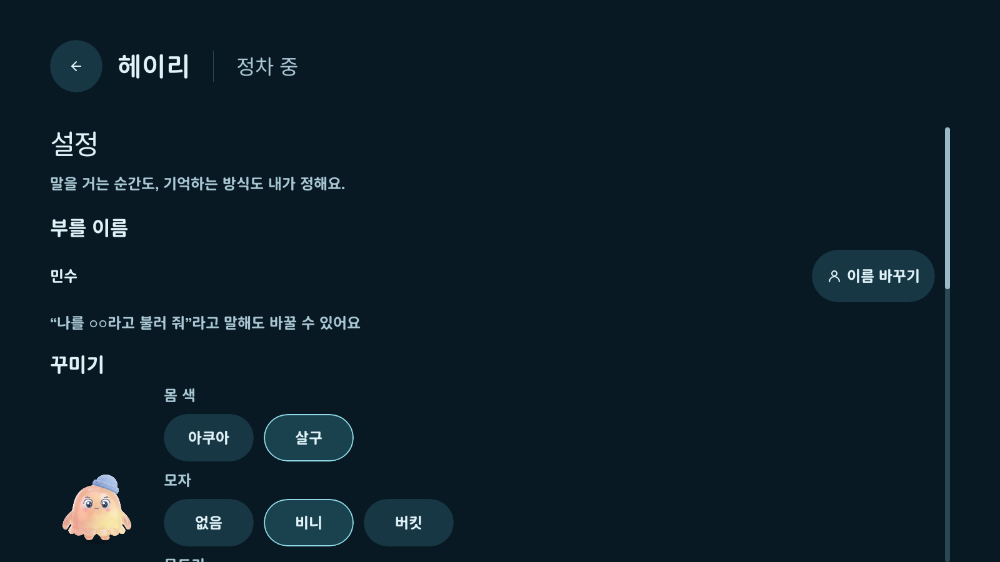 헤이리
정차 중
설정
말을 거는 순간도, 기억하는 방식도 내가 정해요.
부를 이름
민수
이름 바꾸기
“나를 ○○라고 불러 줘”라고 말해도 바꿀 수 있어요
꾸미기
몸 색
아쿠아
살구
모자
없음
비니
버킷